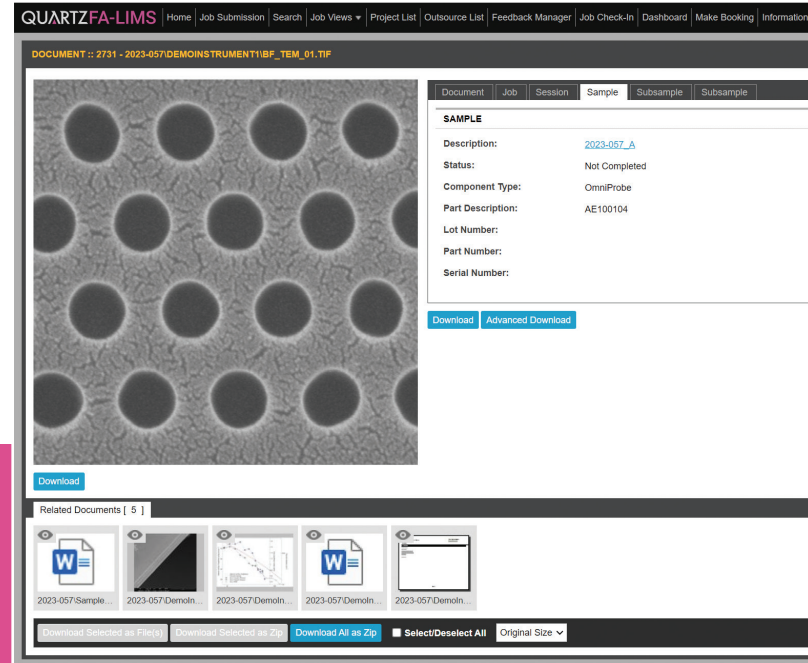 QUARTZFA-LIMS Home Job Submission Search Job Views ▾ Project List Outsource List Feedback Manager Job Check-In Dashboard Make Booking Information
DOCUMENT :: 2731 - 2023-057\DEMOINSTRUMENT1\BF_TEM_01.TIF
Document Job Session Sample Subsample Subsample
SAMPLE
Description: 2023-057_A
Status: Not Completed
Component Type: OmniProbe
Part Description: AE100104
Lot Number:
Part Number:
Serial Number:
Download Advanced Download
Download
Related Documents [ 5 ]
W W
2023-057\Sample... 2023-057\DemoIn... 2023-057\DemoIn... 2023-057\DemoIn... 2023-057\DemoIn...
Download Selected as File(s) Download Selected as Zip Download All as Zip Select/Deselect All Original Size